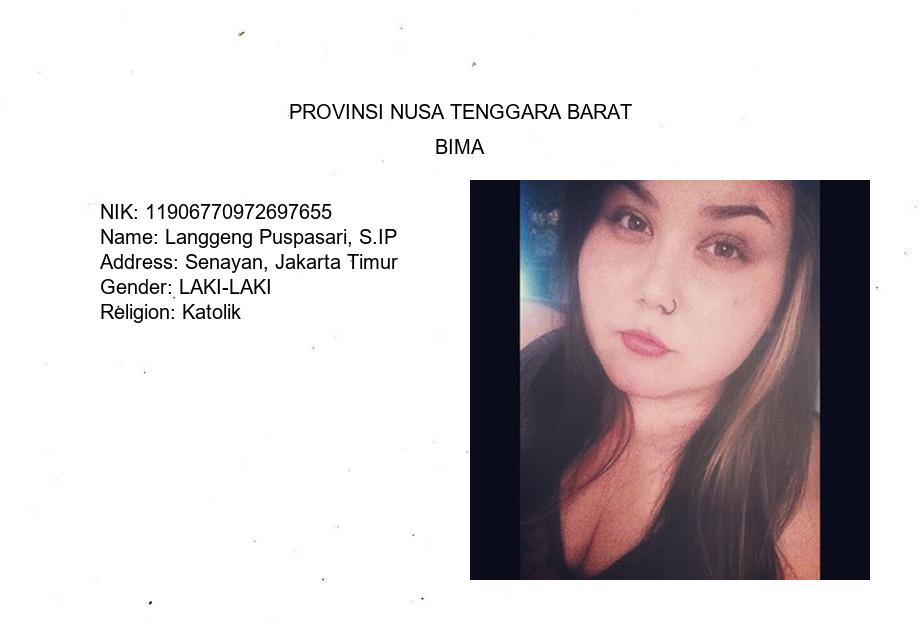 PROVINSI NUSA TENGGARA BARAT
BIMA
NIK: 11906770972697655
Name: Langgeng Puspasari, S.IP
Address: Senayan, Jakarta Timur
Gender: LAKI-LAKI
Religion: Katolik